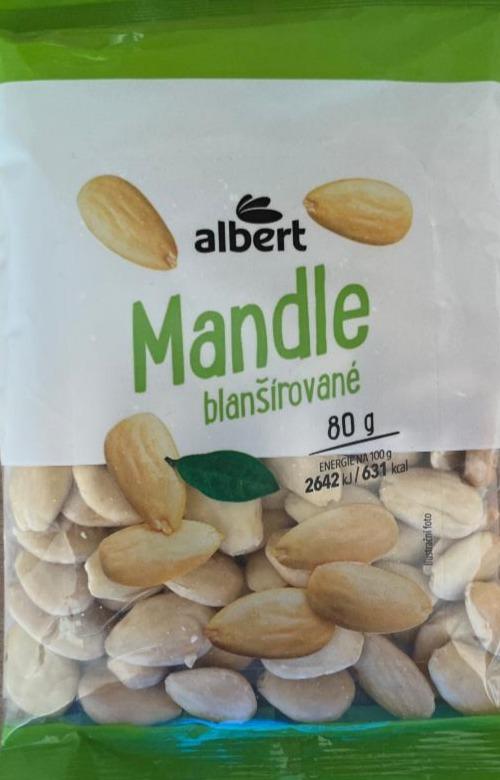 albert
Mandle
blanšírované
80 g
ENERGIE NA 100 g
2642 kJ / 631 kcal
Ilustrační foto